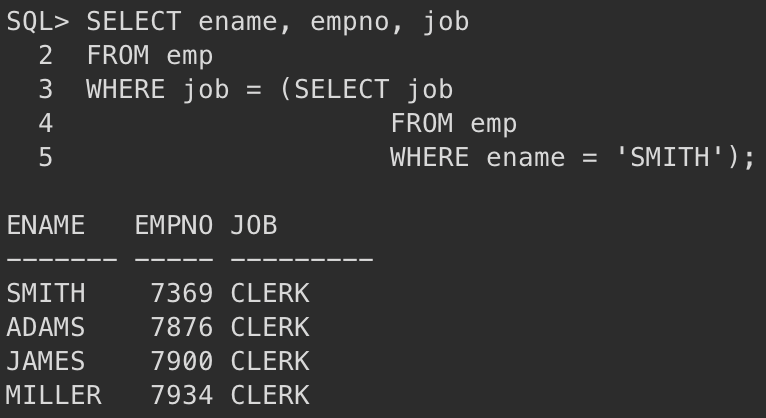 SQL> SELECT ename, empno, job
  2  FROM emp
  3  WHERE job = (SELECT job
  4                     FROM emp
  5                     WHERE ename = 'SMITH');

ENAME   EMPNO JOB
------- ----- ---------
SMITH    7369 CLERK
ADAMS    7876 CLERK
JAMES    7900 CLERK
MILLER   7934 CLERK